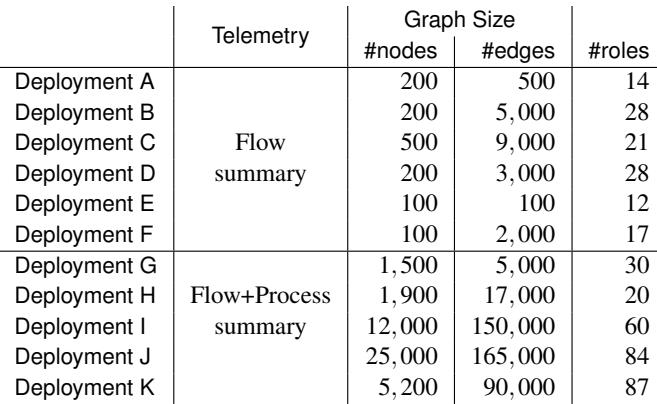 Telemetry Graph Size
#nodes #edges #roles
Deployment A 200 500 14
Deployment B 200 5,000 28
Deployment C Flow 500 9,000 21
Deployment D summary 200 3,000 28
Deployment E 100 100 12
Deployment F 100 2,000 17
Deployment G 1,500 5,000 30
Deployment H Flow+Process 1,900 17,000 20
Deployment I summary 12,000 150,000 60
Deployment J 25,000 165,000 84
Deployment K 5,200 90,000 87